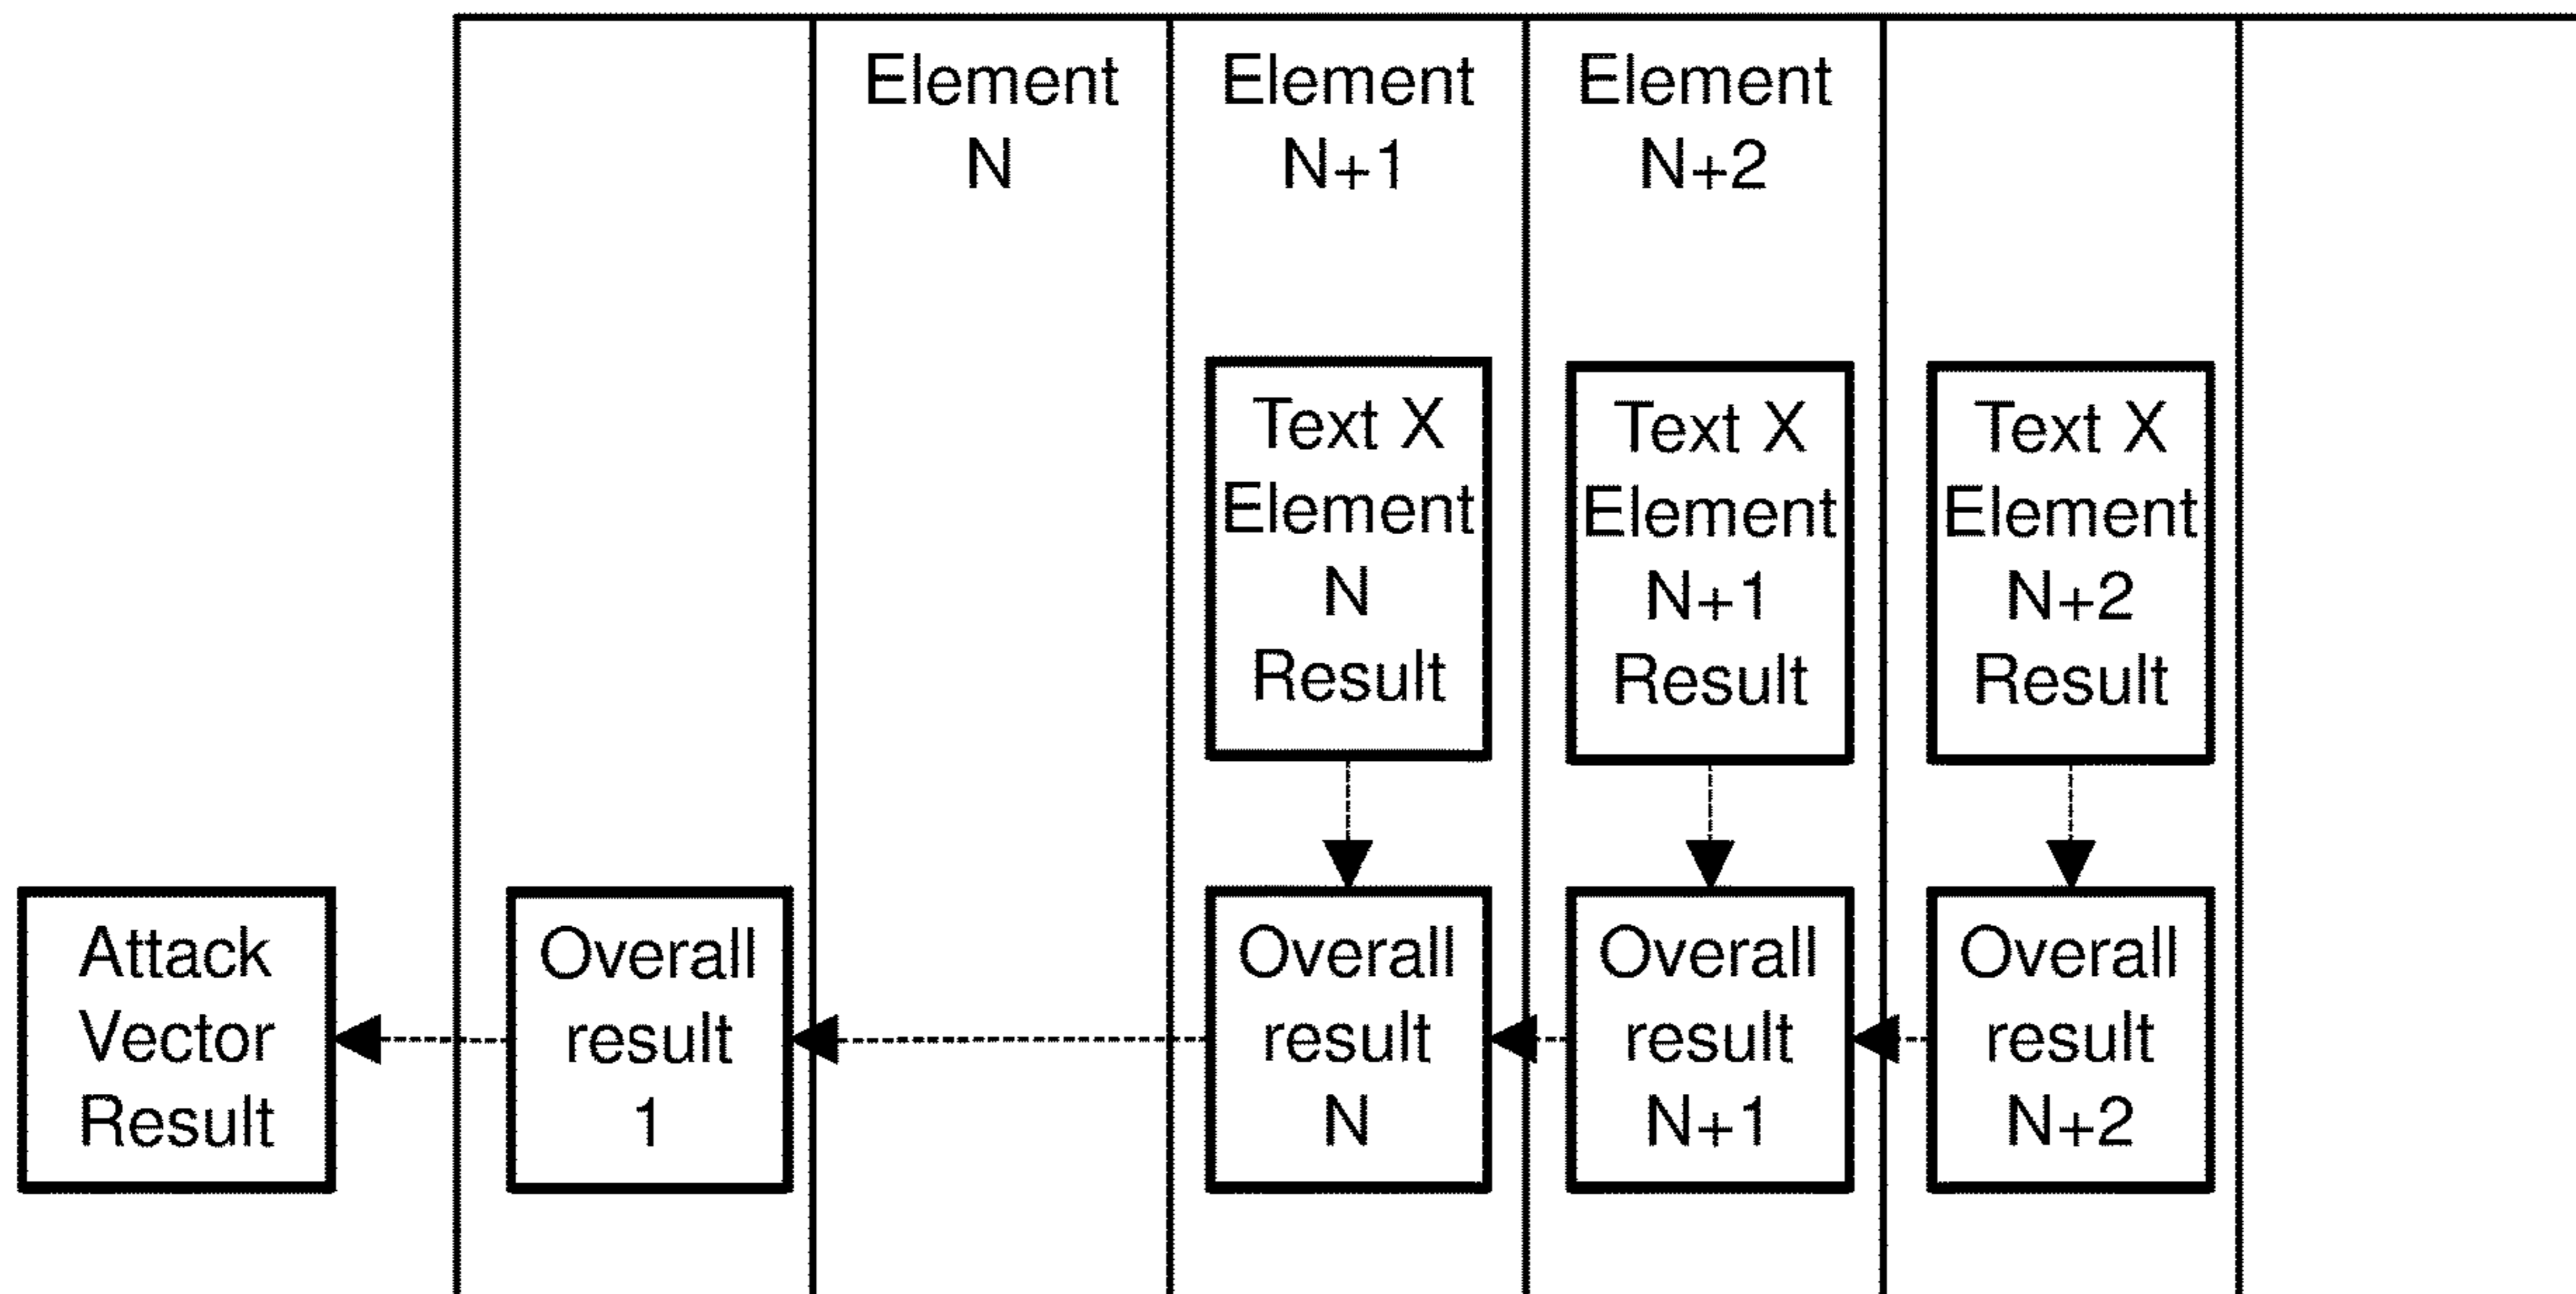 Element
N
Element
N+1
Element
N+2
Text X
Element
N
Result
Text X
Element
N+1
Result
Text X
Element
N+2
Result
Attack
Vector
Result
Overall
result
1
Overall
result
N
Overall
result
N+1
Overall
result
N+2